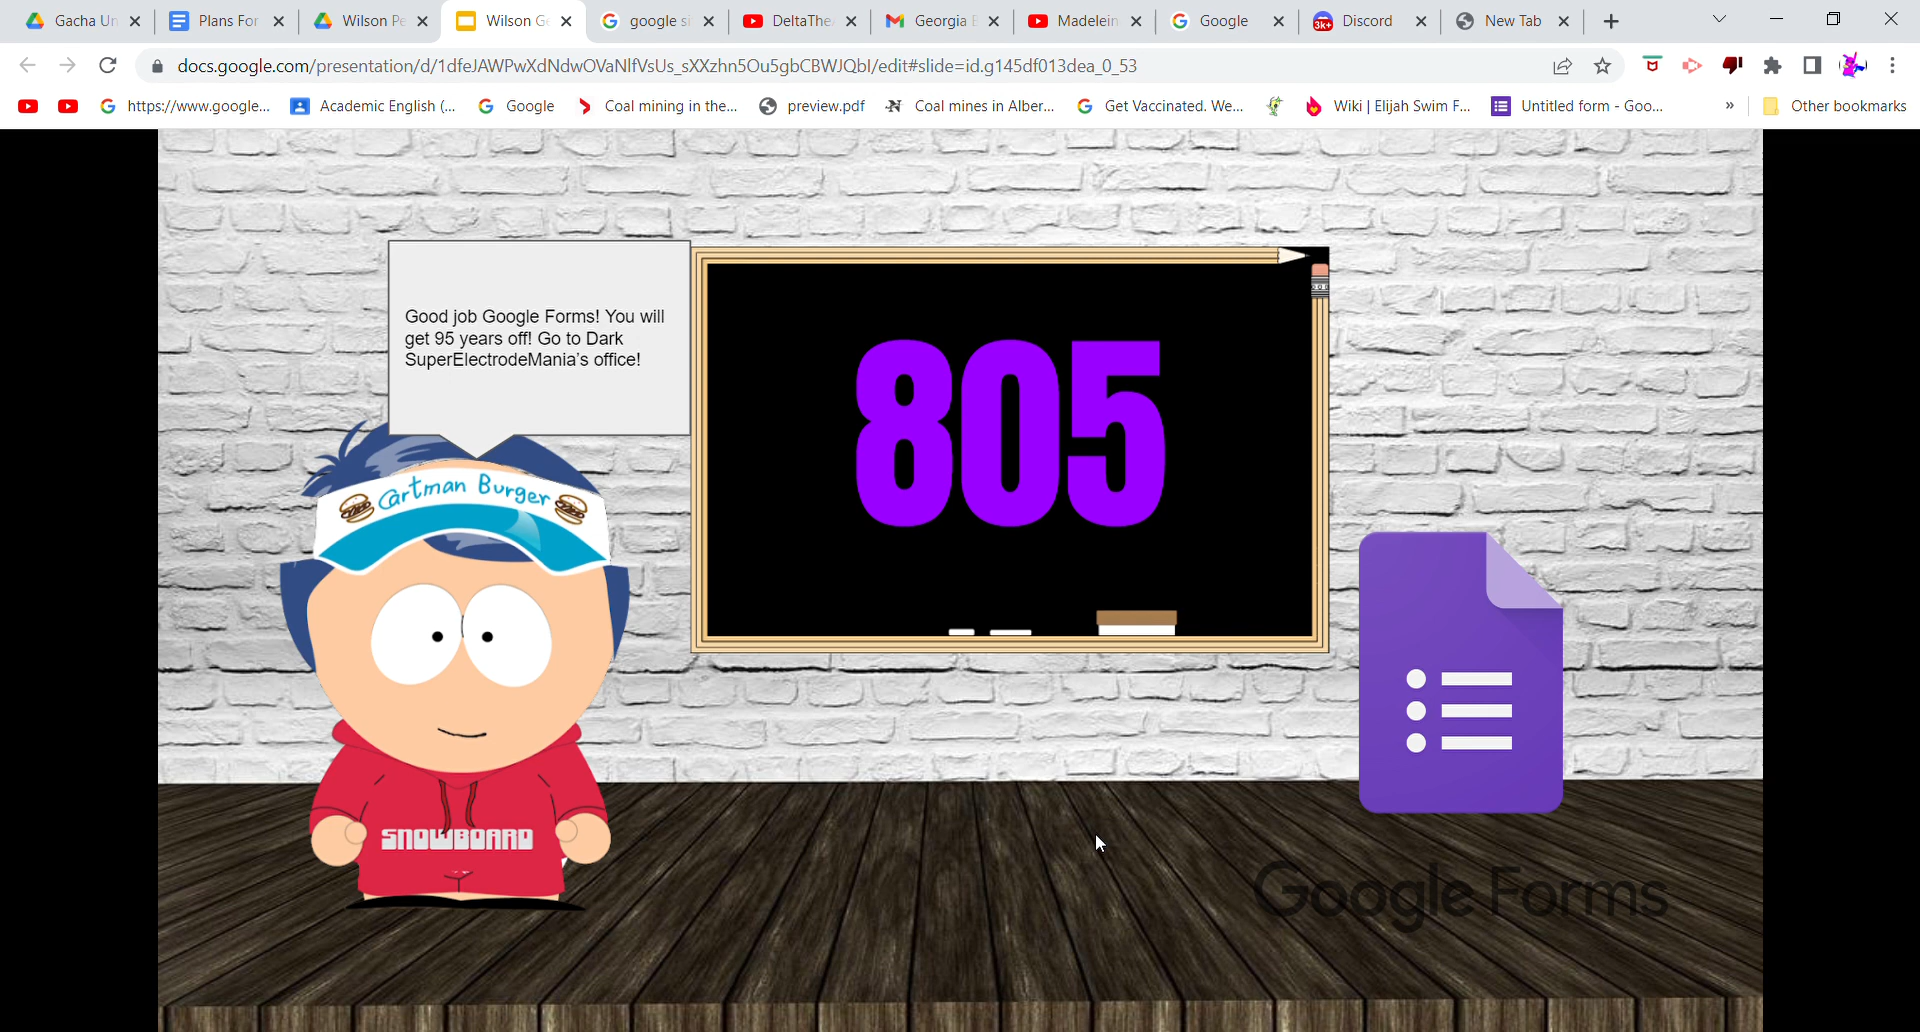 Gacha Un
Plans For
Wilson Pe
Wilson Ge
google si
DeltaThe
Georgia E
Madelein
Google
Discord
New Tab
docs.google.com/presentation/d/1dfeJAWPwXdNdwOVaNlfVsUs_sXXzhn5Ou5gbCBWJQbI/edit#slide=id.g145df013dea_0_53
https://www.google...
Academic English (...
Google
Coal mining in the...
preview.pdf
Coal mines in Alber...
Get Vaccinated. We...
Wiki | Elijah Swim F...
Untitled form - Goo...
»
Other bookmarks
Good job Google Forms! You will
get 95 years off! Go to Dark
SuperElectrodeMania's office!
805
Cartman Burger
SNOWBOARD
Google Forms